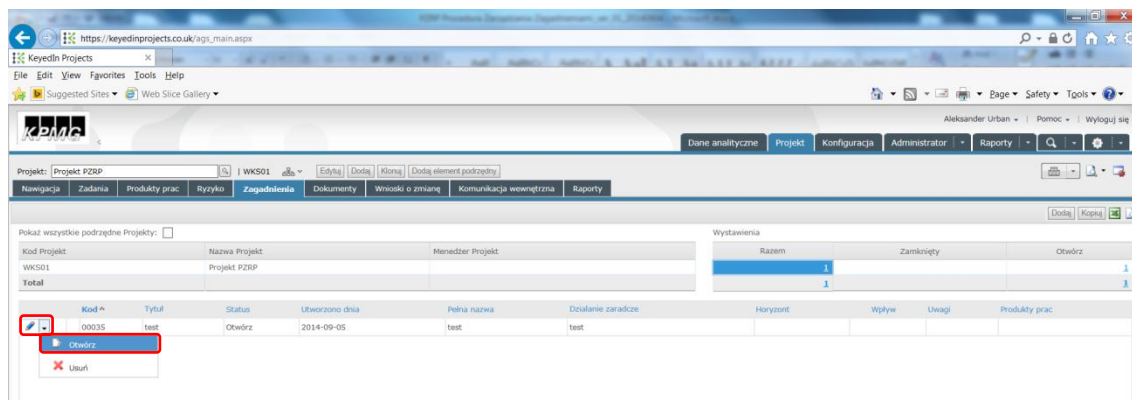 https://keyedinprojects.co.uk/ags_main.aspx
KeyedIn Projects
File Edit View Favorites Tools Help
Suggested Sites Web Slice Gallery Page Safety Tools
KPMG Aleksander Urban | Pomoc | Wyloguj się
Dane analityczne Projekt Konfiguracja Administrator Raporty
Projekt: Projekt PZRP | WKS01 Edytuj Dodaj Klonuj Dodaj element podrzędny
Nawigacja Zadania Produkty prac Ryzyko Zagadnienia Dokumenty Wnioski o zmianę Komunikacja wewnętrzna Raporty
Dodaj Kopiuj
Pokaż wszystkie podrzędne Projekty: Wystawienia
Kod Projekt Nazwa Projekt Menedżer Projekt Razem Zamknięty Otwórz
WKS01 Projekt PZRP 1 1
Total 1 1
Kod Tytuł Status Utworzono dnia Pełna nazwa Działanie zaradcze Horyzont Wpływ Uwagi Produkty prac
00035 test Otwórz 2014-09-05 test test
Otwórz
Usuń